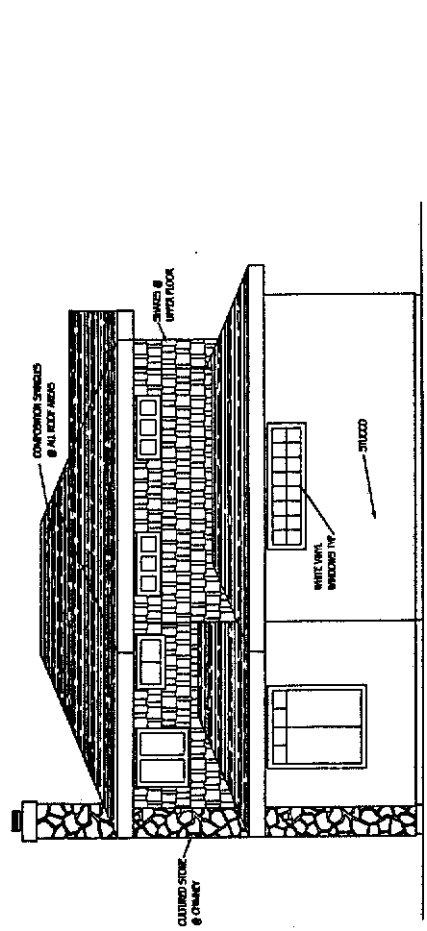 COMPOSITION SHINGLES
@ ALL ROOF AREAS
SHAKES @
UPPER FLOOR
WHITE VINYL
WINDOWS TYP.
STUCCO
CULTURED STONE
@ CHIMNEY